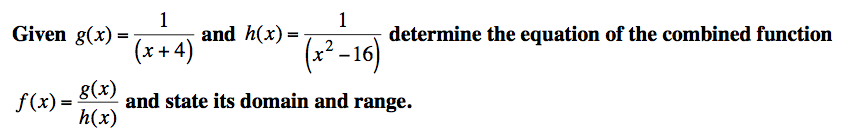 Given g(x) = 1/(x + 4) and h(x) = 1/(x² – 16) determine the equation of the combined function
f(x) = g(x)/h(x) and state its domain and range.